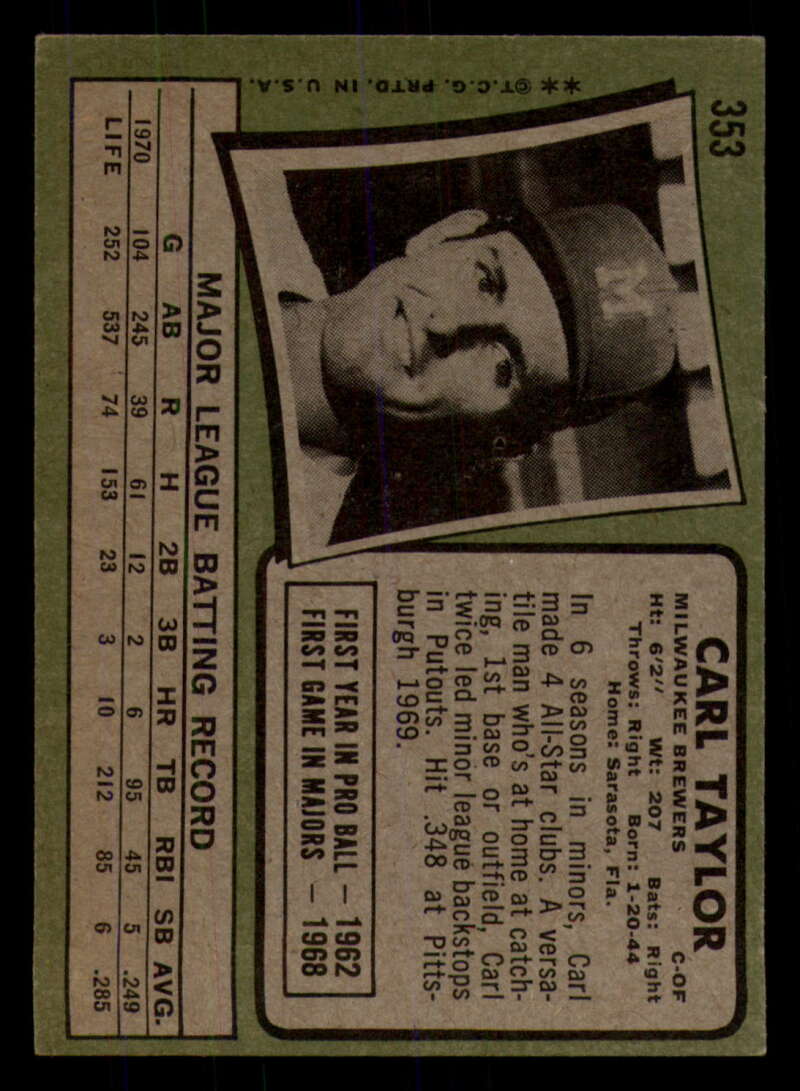 353
**©T.C.G. PRTD. IN U.S.A.
M
CARL TAYLOR
MILWAUKEE BREWERS C-OF
Ht: 6'2" Wt: 207 Bats: Right
Throws: Right Born: 1-20-44
Home: Sarasota, Fla.
In 6 seasons in minors, Carl
made 4 All-Star clubs. A versa-
tile man who's at home at catch-
ing, 1st base or outfield, Carl
twice led minor league backstops
in Putouts. Hit .348 at Pitts-
burgh 1969.
FIRST YEAR IN PRO BALL — 1962
FIRST GAME IN MAJORS — 1968
MAJOR LEAGUE BATTING RECORD
G AB R H 2B 3B HR TB RBI SB AVG.
1970 104 245 39 61 12 2 6 95 45 5 .249
LIFE 252 537 74 153 23 3 10 212 85 6 .285